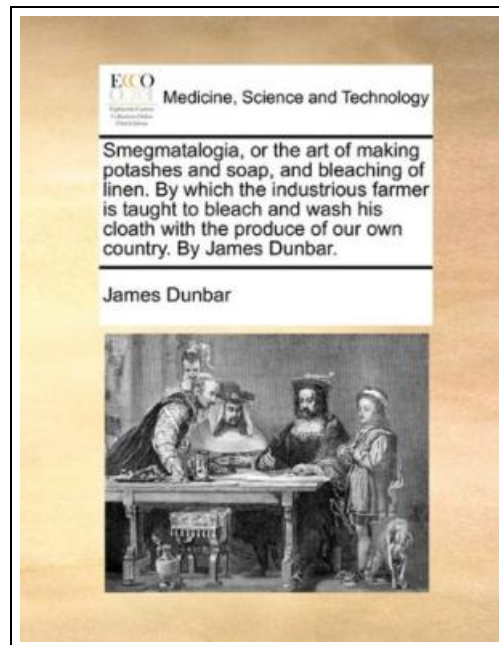 ECCO
Medicine, Science and Technology
Smegmatalogia, or the art of making
potashes and soap, and bleaching of
linen. By which the industrious farmer
is taught to bleach and wash his
cloath with the produce of our own
country. By James Dunbar.
James Dunbar